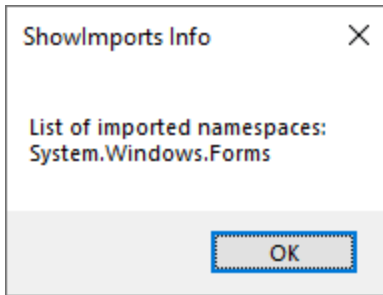 ShowImports Info
List of imported namespaces:
System.Windows.Forms
OK